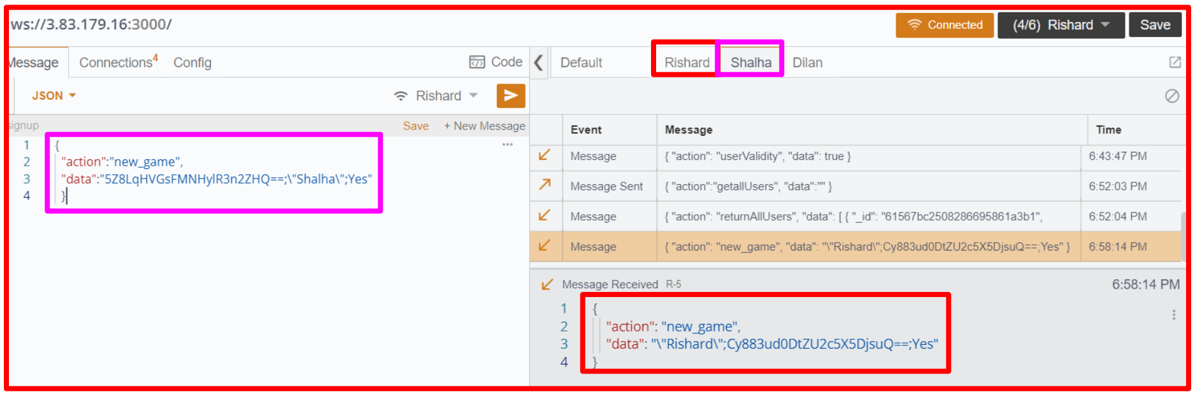 ws://3.83.179.16:3000/
Connected
(4/6) Rishard
Save
Message
Connections4
Config
Code
Default
Rishard
Shalha
Dilan
JSON
Rishard
signup
Save
+ New Message
1 {
2 "action":"new_game",
3 "data":"5Z8LqHVGsFMNHylR3n2ZHQ==;\"Shalha\";Yes"
4 }
Event Message Time
Message { "action": "userValidity", "data": true } 6:43:47 PM
Message Sent { "action":"getallUsers", "data":"" } 6:52:03 PM
Message { "action": "returnAllUsers", "data": [ { "_id": "61567bc2508286695861a3b1", 6:52:04 PM
Message { "action": "new_game", "data": "\"Rishard\";Cy883ud0DtZU2c5X5DjsuQ==;Yes" } 6:58:14 PM
Message Received R-5 6:58:14 PM
1 {
2 "action": "new_game",
3 "data": "\"Rishard\";Cy883ud0DtZU2c5X5DjsuQ==;Yes"
4 }